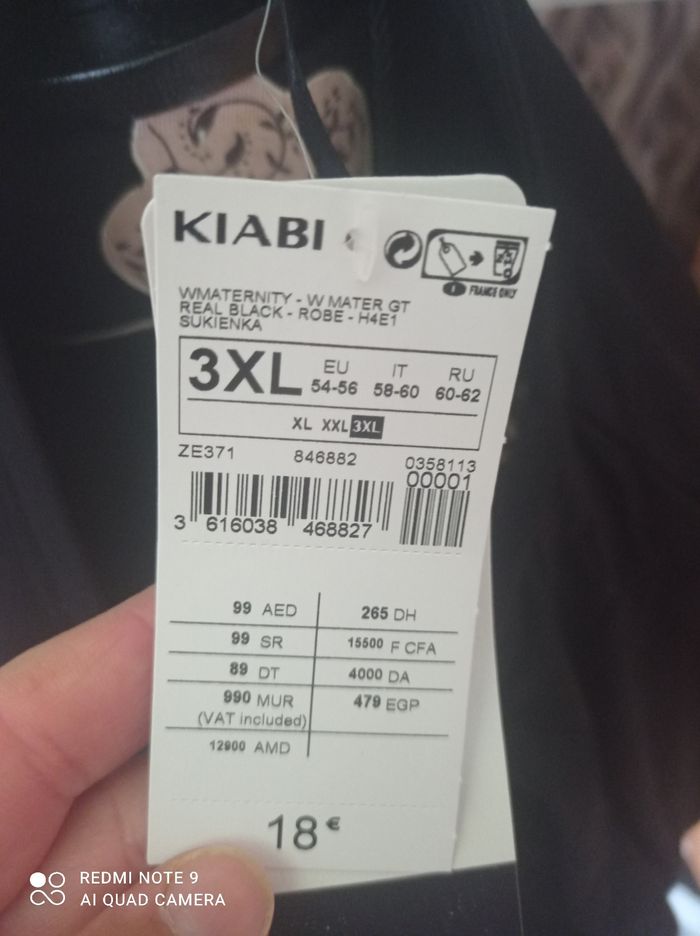 KIABI
FRANCE ONLY
WMATERNITY - W MATER GT
REAL BLACK - ROBE - H4E1
SUKIENKA
3XL EU IT RU
54-56 58-60 60-62
XL XXL 3XL
ZE371 846882 0358113
00001
3 616038 468827
99 AED 265 DH
99 SR 15500 F CFA
89 DT 4000 DA
990 MUR 479 EGP
(VAT included)
12900 AMD
18€
REDMI NOTE 9
AI QUAD CAMERA